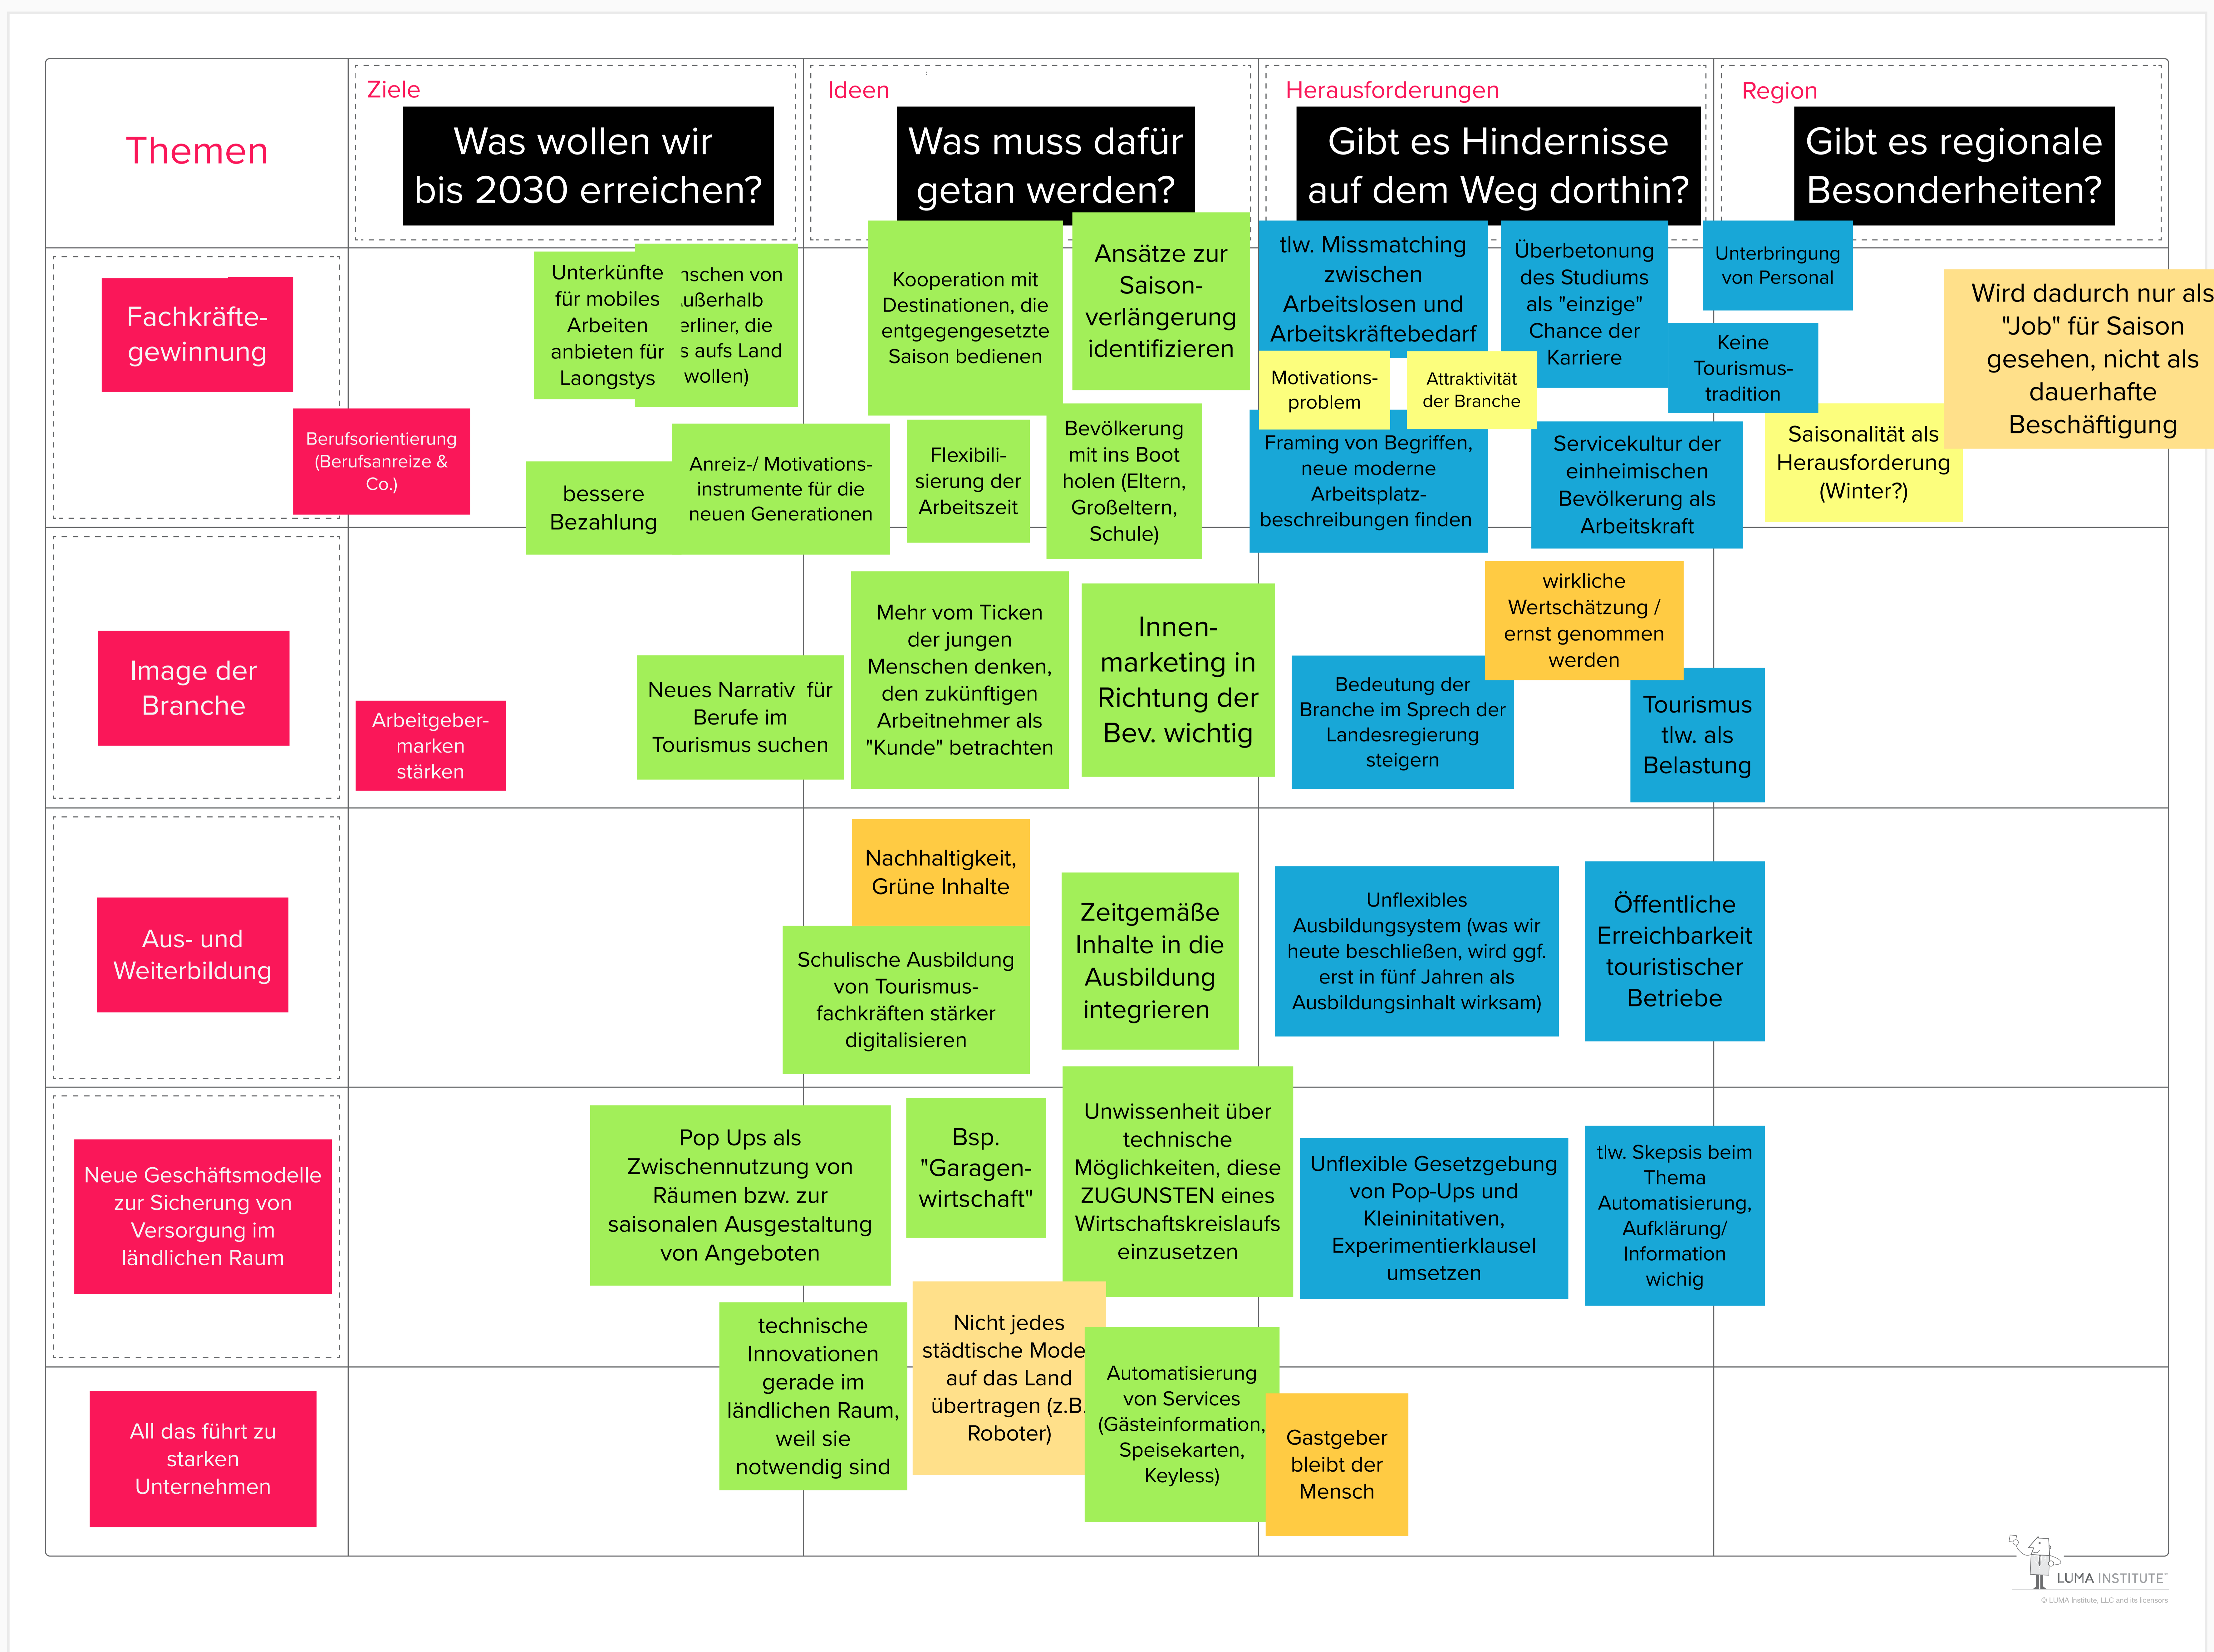 Themen
Ziele
Was wollen wir
bis 2030 erreichen?
Ideen
Was muss dafür
getan werden?
Herausforderungen
Gibt es Hindernisse
auf dem Weg dorthin?
Region
Gibt es regionale
Besonderheiten?
Fachkräfte-
gewinnung
Berufsorientierung
(Berufsanreize &
Co.)
Unterkünfte
für mobiles
Arbeiten
anbieten für
Laongstys
von
die
aufs Land
wollen)
bessere
Bezahlung
Anreiz-/ Motivations-
instrumente für die
neuen Generationen
Kooperation mit
Destinationen, die
entgegengesetzte
Saison bedienen
Ansätze zur
Saison-
verlängerung
identifizieren
Flexibili-
sierung der
Arbeitszeit
Bevölkerung
mit ins Boot
holen (Eltern,
Großeltern,
Schule)
tlw. Missmatching
zwischen
Arbeitslosen und
Arbeitskräftebedarf
Überbetonung
des Studiums
als "einzige"
Chance der
Karriere
Motivations-
problem
Attraktivität
der Branche
Framing von Begriffen,
neue moderne
Arbeitsplatz-
beschreibungen finden
Servicekultur der
einheimischen
Bevölkerung als
Arbeitskraft
Unterbringung
von Personal
Keine
Tourismus-
tradition
Saisonalität als
Herausforderung
(Winter?)
Wird dadurch nur als
"Job" für Saison
gesehen, nicht als
dauerhafte
Beschäftigung
Image der
Branche
Arbeitgeber-
marken
stärken
Neues Narrativ für
Berufe im
Tourismus suchen
Mehr vom Ticken
der jungen
Menschen denken,
den zukünftigen
Arbeitnehmer als
"Kunde" betrachten
Innen-
marketing in
Richtung der
Bev. wichtig
Bedeutung der
Branche im Sprech der
Landesregierung
steigern
wirkliche
Wertschätzung /
ernst genommen
werden
Tourismus
tlw. als
Belastung
Aus- und
Weiterbildung
Nachhaltigkeit,
Grüne Inhalte
Schulische Ausbildung
von Tourismus-
fachkräften stärker
digitalisieren
Zeitgemäße
Inhalte in die
Ausbildung
integrieren
Unflexibles
Ausbildungsystem (was wir
heute beschließen, wird ggf.
erst in fünf Jahren als
Ausbildungsinhalt wirksam)
Öffentliche
Erreichbarkeit
touristischer
Betriebe
Neue Geschäftsmodelle
zur Sicherung von
Versorgung im
ländlichen Raum
Pop Ups als
Zwischennutzung von
Räumen bzw. zur
saisonalen Ausgestaltung
von Angeboten
Bsp.
"Garagen-
wirtschaft"
Unwissenheit über
technische
Möglichkeiten, diese
ZUGUNSTEN eines
Wirtschaftskreislaufs
einzusetzen
Unflexible Gesetzgebung
von Pop-Ups und
Kleininitativen,
Experimentierklausel
umsetzen
tlw. Skepsis beim
Thema
Automatisierung,
Aufklärung/
Information
wichig
technische
Innovationen
gerade im
ländlichen Raum,
weil sie
notwendig sind
Nicht jedes
städtische
auf das Land
übertragen (z.B.
Roboter)
Automatisierung
von Services
(Gästeinformation,
Speisekarten,
Keyless)
Gastgeber
bleibt der
Mensch
All das führt zu
starken
Unternehmen
LUMA INSTITUTE
© LUMA Institute, LLC and its licensors